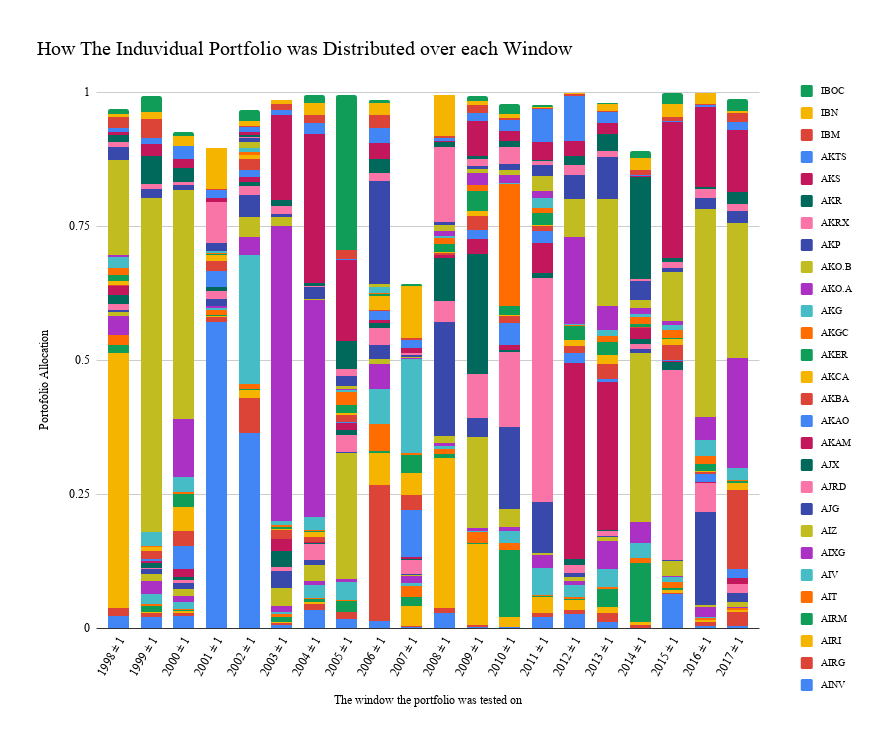 How The Induvidual Portfolio was Distributed over each Window
1
0.75
0.5
0.25
0
Portofolio Allocation
1998±1
1999±1
2000±1
2001±1
2002±1
2003±1
2004±1
2005±1
2006±1
2007±1
2008±1
2009±1
2010±1
2011±1
2012±1
2013±1
2014±1
2015±1
2016±1
2017±1
The window the portfolio was tested on
IBOC
IBN
IBM
AKTS
AKS
AKR
AKRX
AKP
AKO.B
AKO.A
AKG
AKGC
AKER
AKCA
AKBA
AKAO
AKAM
AJX
AJRD
AJG
AIZ
AIXG
AIV
AIT
AIRM
AIRI
AIRG
AINV